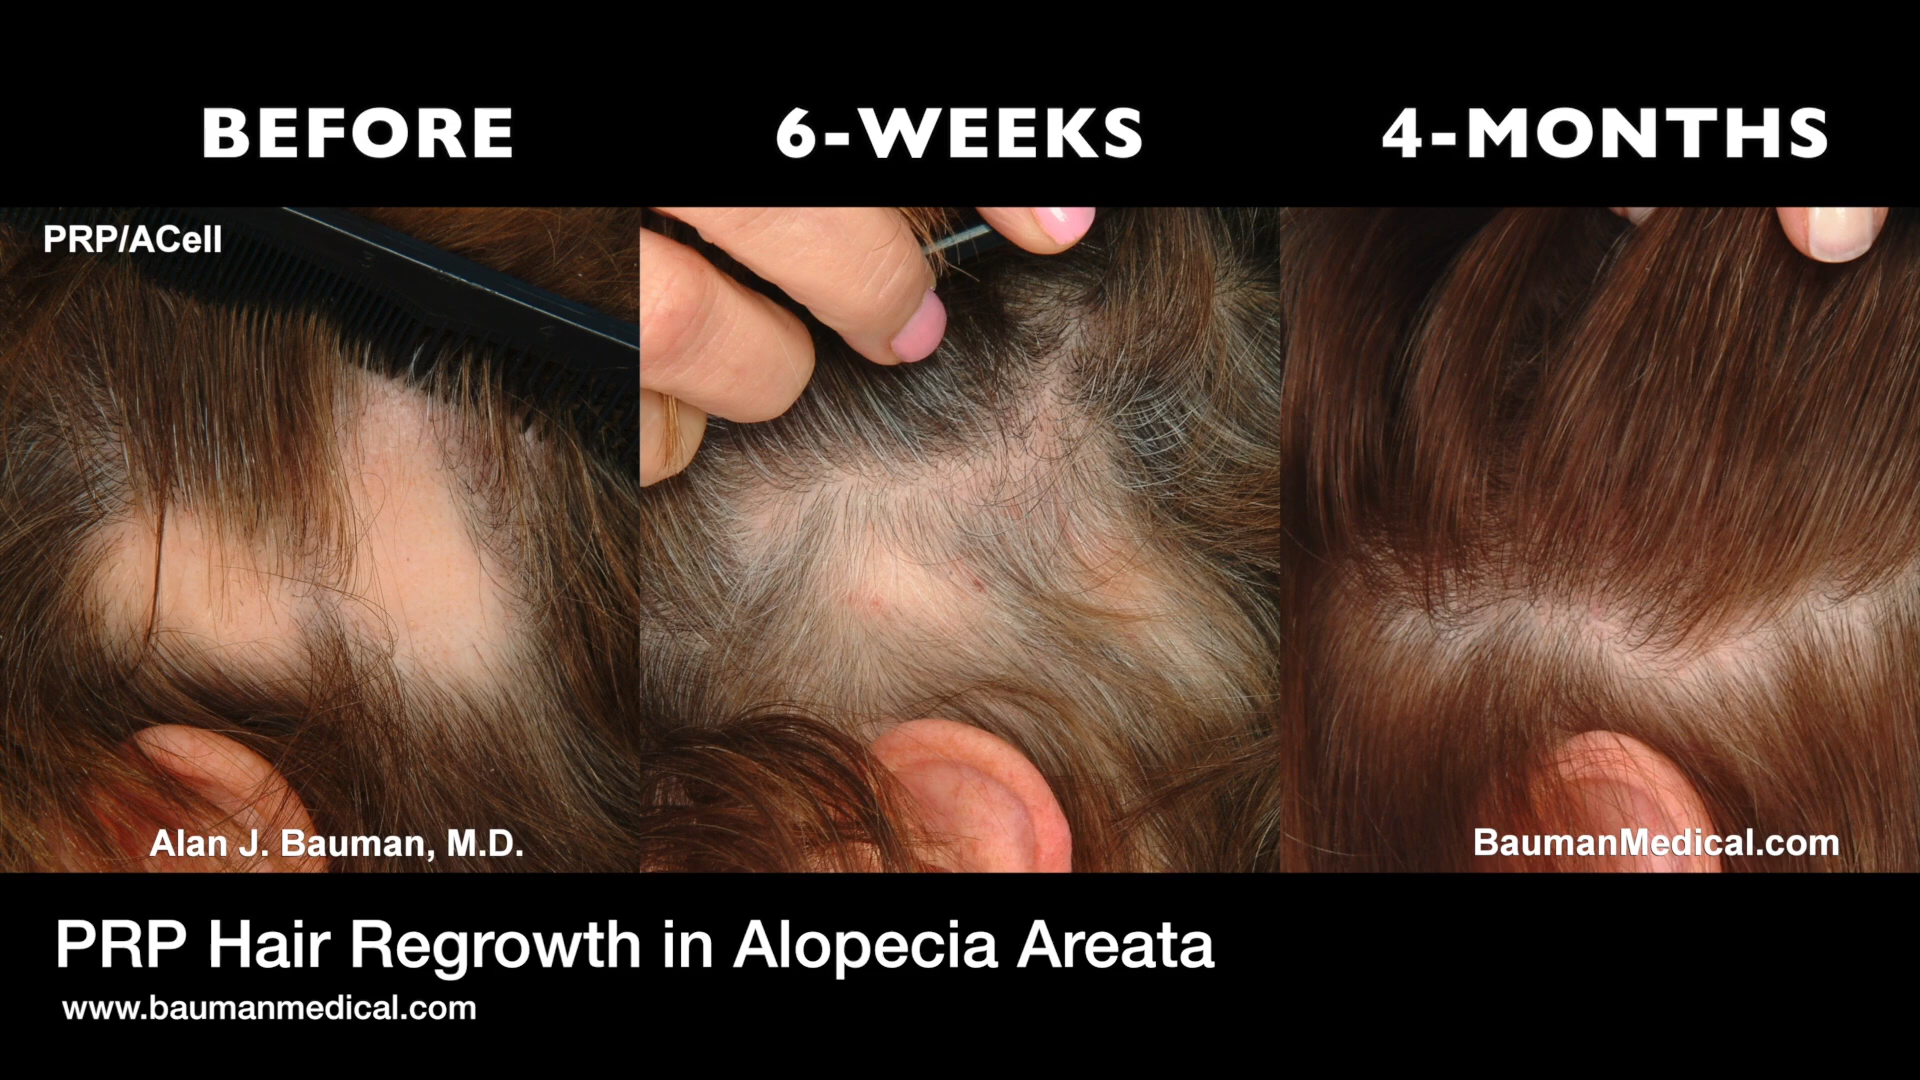 BEFORE
6-WEEKS
4-MONTHS
PRP/ACell
Alan J. Bauman, M.D.
BaumanMedical.com
PRP Hair Regrowth in Alopecia Areata
www.baumanmedical.com